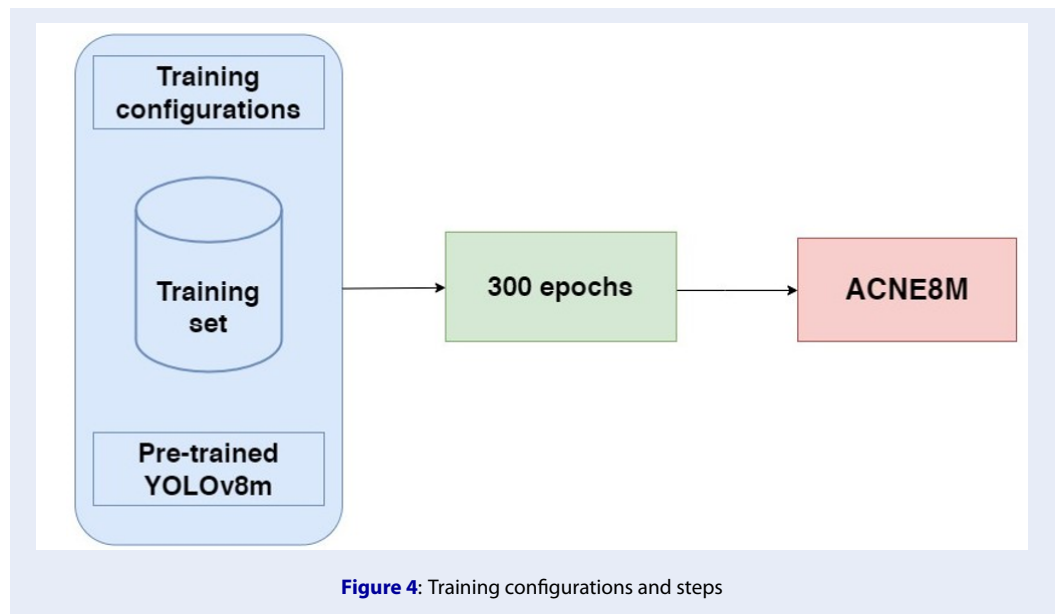 Training
configurations
Training
set
Pre-trained
YOLOv8m
300 epochs
ACNE8M
Figure 4: Training configurations and steps